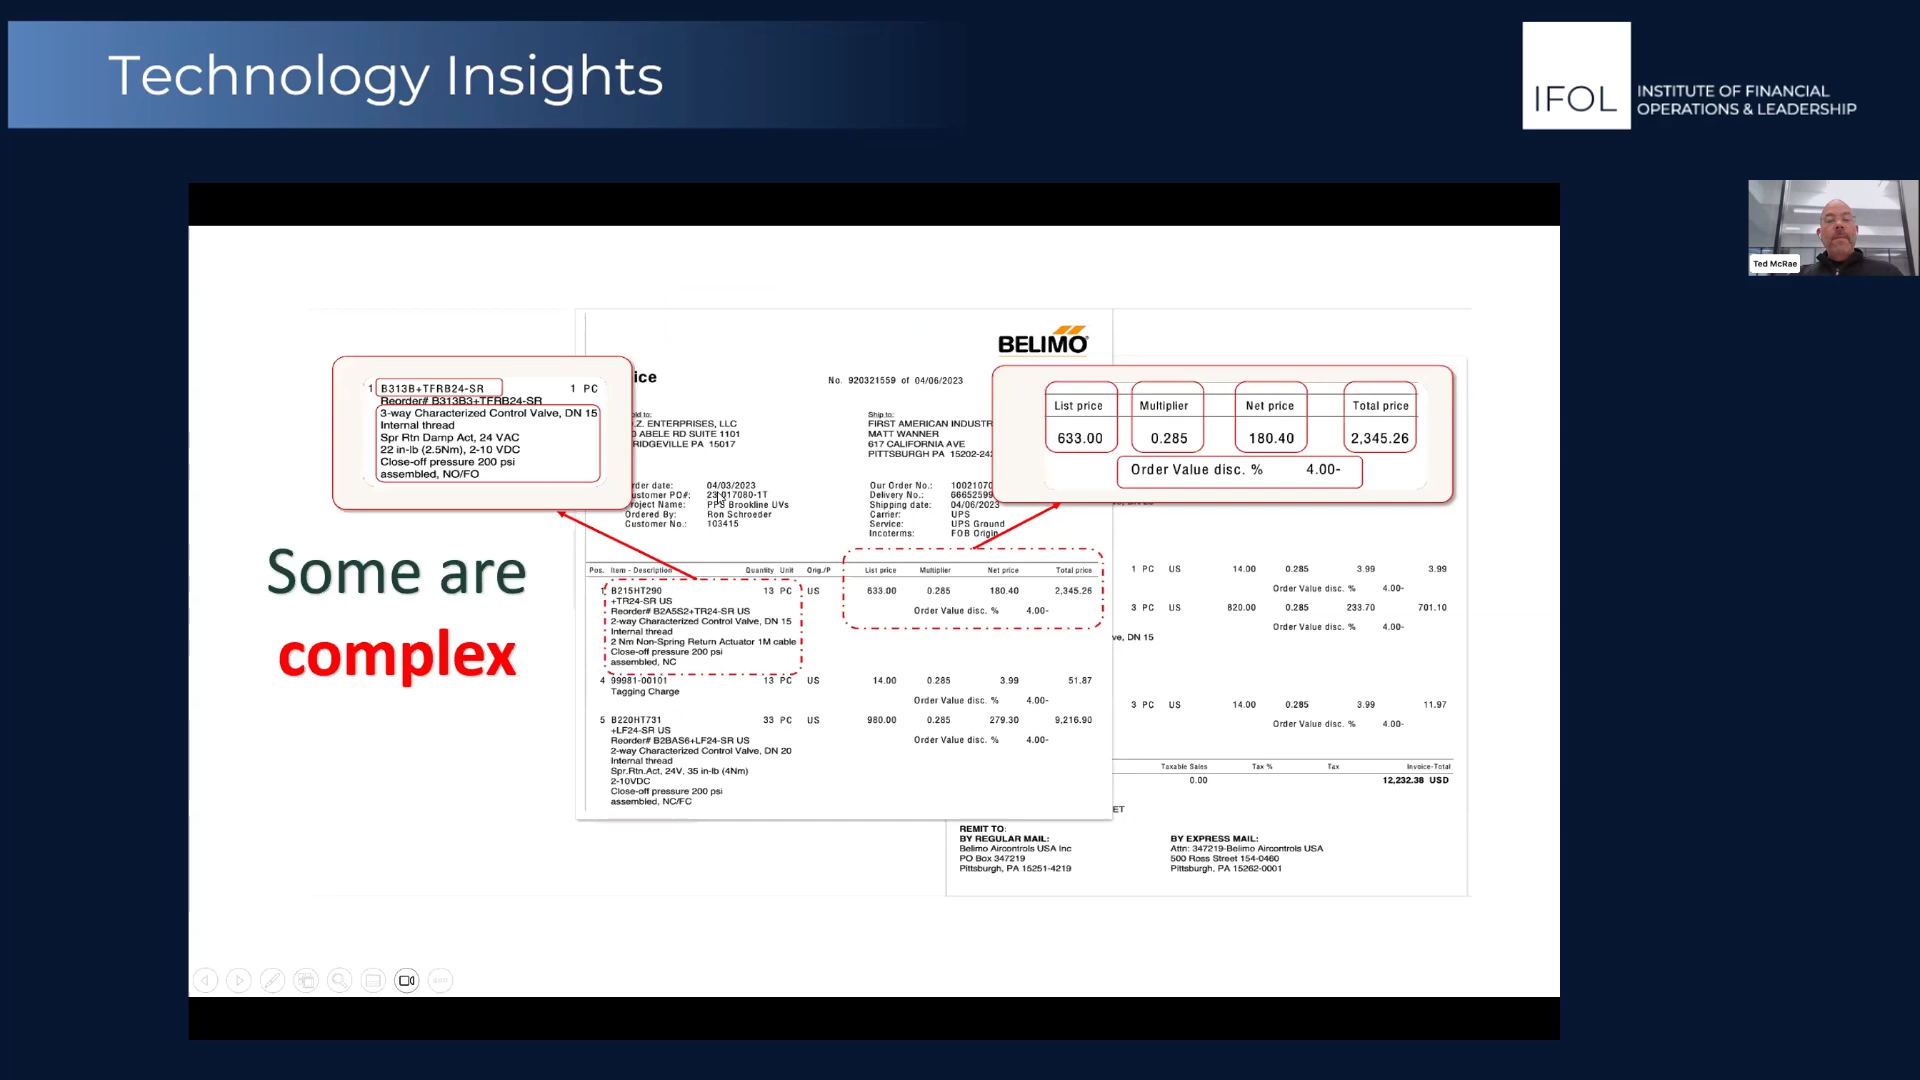 Technology Insights
IFOL
INSTITUTE OF FINANCIAL
OPERATIONS & LEADERSHIP
Ted McRae
Some are
complex
1 B313B+TFRB24-SR 1 PC
Reorder# B313B3+TFRB24-SR
3-way Characterized Control Valve, DN 15
Internal thread
Spr Rtn Damp Act, 24 VAC
22 in-lb (2.5Nm), 2-10 VDC
Close-off pressure 200 psi
assembled, NO/FO
BELIMO
ice
No. 920321559 of 04/06/2023
old to:
.Z. ENTERPRISES, LLC
ABELE RD SUITE 1101
RIDGEVILLE PA 15017
Ship to:
FIRST AMERICAN INDUSTR
MATT WANNER
617 CALIFORNIA AVE
PITTSBURGH PA 15202-24
List price Multiplier Net price Total price
633.00 0.285 180.40 2,345.26
Order Value disc. % 4.00-
rder date: 04/03/2023
ustomer PO#: 23-017080-1T
roject Name: PPS Brookline UVs
Ordered By: Ron Schroeder
Customer No.: 103415
Our Order No.: 1002107
Delivery No.: 6665259
Shipping date: 04/06/2023
Carrier: UPS
Service: UPS Ground
Incoterms: FOB Origin
Pos. Item - Description Quantity Unit Orig./P List price Multiplier Net price Total price
1 B215HT290 13 PC US 633.00 0.285 180.40 2,345.26
+TR24-SR US
Reorder# B2A5S2+TR24-SR US Order Value disc. % 4.00-
2-way Characterized Control Valve, DN 15
Internal thread
2 Nm Non-Spring Return Actuator 1M cable
Close-off pressure 200 psi
assembled, NC
4 99981-00101 13 PC US 14.00 0.285 3.99 51.87
Tagging Charge
Order Value disc. % 4.00-
5 B220HT731 33 PC US 980.00 0.285 279.30 9,216.90
+LF24-SR US
Reorder# B2BAS6+LF24-SR US Order Value disc. % 4.00-
2-way Characterized Control Valve, DN 20
Internal thread
Spr.Rtn.Act, 24V, 35 in-lb (4Nm)
2-10VDC
Close-off pressure 200 psi
assembled, NC/FC
1 PC US 14.00 0.285 3.99 3.99
Order Value disc. % 4.00-
3 PC US 820.00 0.285 233.70 701.10
Order Value disc. % 4.00-
ve, DN 15
3 PC US 14.00 0.285 3.99 11.97
Order Value disc. % 4.00-
Taxable Sales Tax % Tax Invoice-Total
0.00 12,232.38 USD
ET
REMIT TO:
BY REGULAR MAIL:
Belimo Aircontrols USA Inc
PO Box 347219
Pittsburgh, PA 15251-4219
BY EXPRESS MAIL:
Attn: 347219-Belimo Aircontrols USA
500 Ross Street 154-0460
Pittsburgh, PA 15262-0001